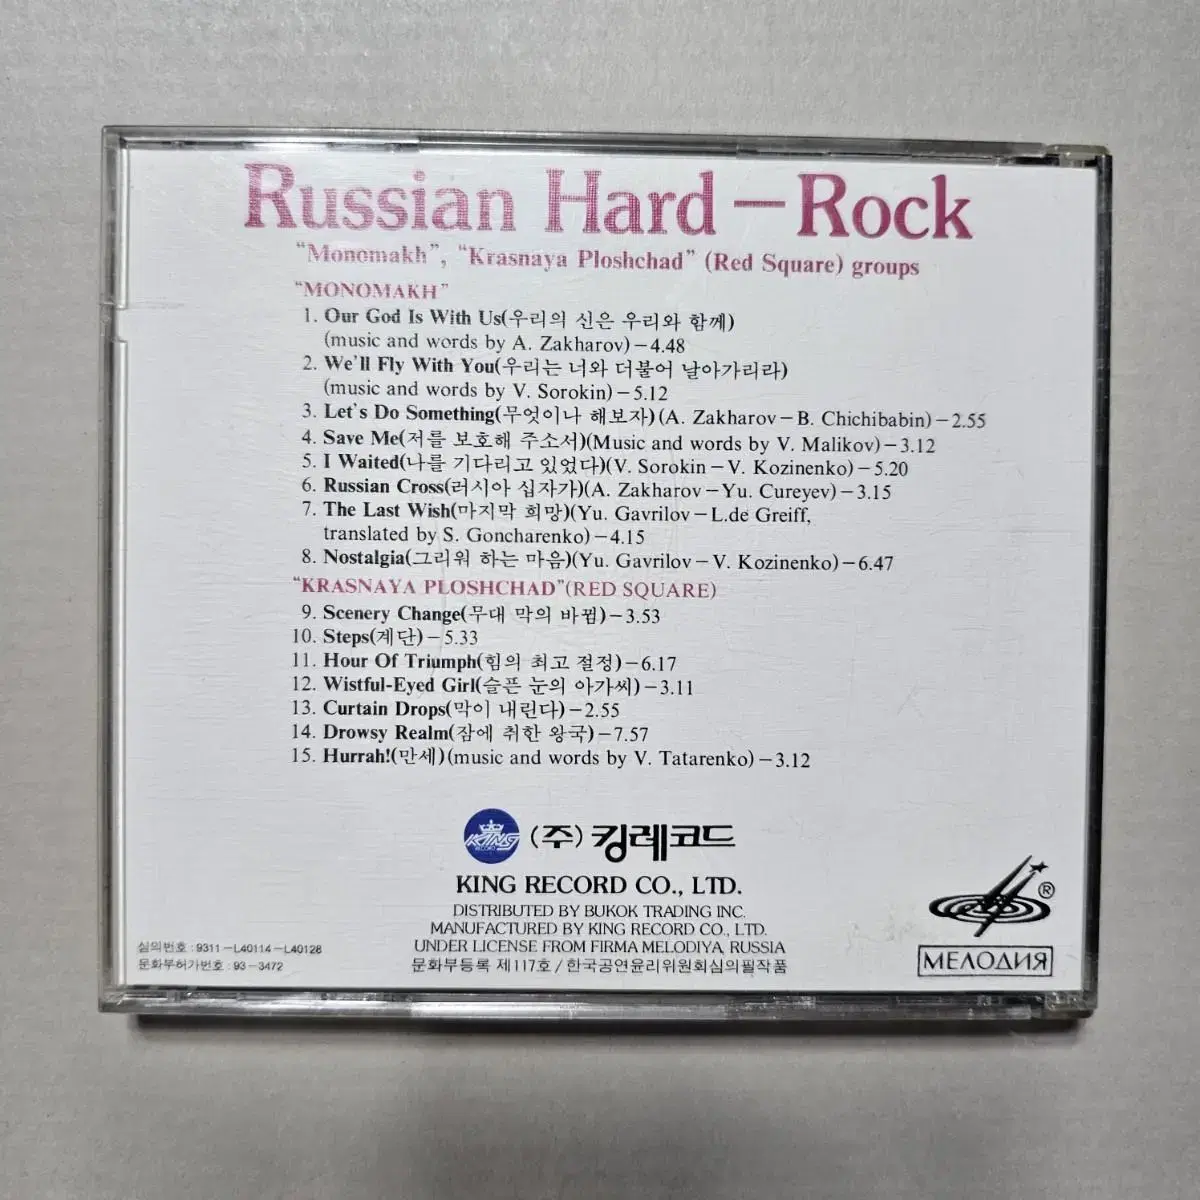 Russian Hard-Rock
"Monomakh", "Krasnaya Ploshchad" (Red Square) groups
"MONOMAKH"
1. Our God Is With Us(우리의 신은 우리와 함께)
(music and words by A. Zakharov)-4.48
2. We'll Fly With You(우리는 너와 더불어 날아가리라)
(music and words by V. Sorokin)-5.12
3. Let's Do Something(무엇이나 해보자)(A. Zakharov-B. Chichibabin)-2.55
4. Save Me(저를 보호해 주소서)(Music and words by V. Malikov)-3.12
5. I Waited(나를 기다리고 있었다)(V. Sorokin-V. Kozinenko)-5.20
6. Russian Cross(러시아 십자가)(A. Zakharov-Yu. Cureyev)-3.15
7. The Last Wish(마지막 희망)(Yu. Gavrilov-L.de Greiff,
translated by S. Goncharenko)-4.15
8. Nostalgia(그리워 하는 마음)(Yu. Gavrilov-V. Kozinenko)-6.47
"KRASNAYA PLOSHCHAD"(RED SQUARE)
9. Scenery Change(무대 막의 바뀜)-3.53
10. Steps(계단)-5.33
11. Hour Of Triumph(힘의 최고 절정)-6.17
12. Wistful-Eyed Girl(슬픈 눈의 아가씨)-3.11
13. Curtain Drops(막이 내린다)-2.55
14. Drowsy Realm(잠에 취한 왕국)-7.57
15. Hurrah!(만세)(music and words by V. Tatarenko)-3.12
KING RECORD (주)킹레코드
KING RECORD CO., LTD.
DISTRIBUTED BY BUKOK TRADING INC.
MANUFACTURED BY KING RECORD CO., LTD.
UNDER LICENSE FROM FIRMA MELODIYA, RUSSIA
문화부등록 제117호/한국공연윤리위원회심의필작품
심의번호 : 9311-L40114-L40128
문화부허가번호 : 93-3472
®
МЕЛОДИЯ